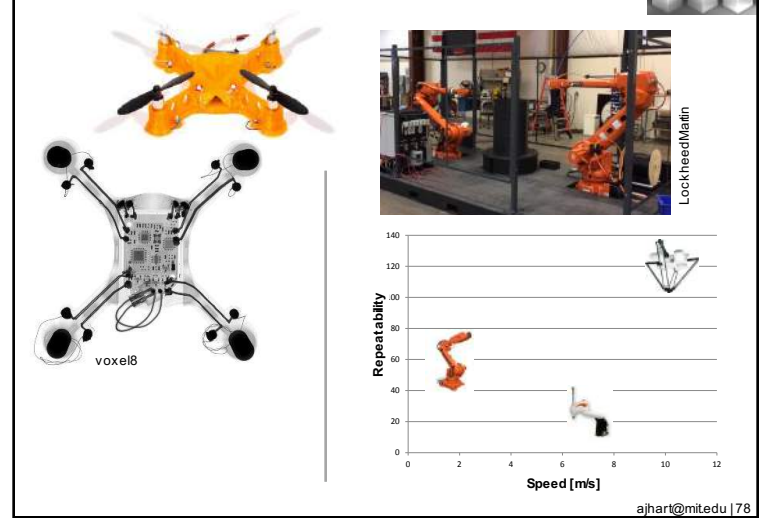 LockheedMartin
voxel8
140
120
.00
80
60
40
20
0
Repeatability
0 2 4 6 8 10 12
Speed [m/s]
ajhart@mit.edu | 78